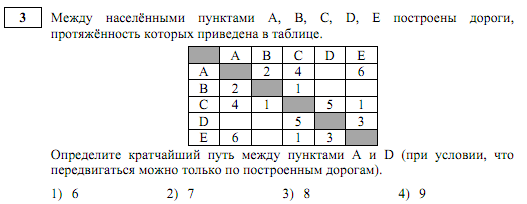 3 Между населёнными пунктами A, B, C, D, E построены дороги,
протяжённость которых приведена в таблице.
A B C D E
A 2 4 6
B 2 1
C 4 1 5 1
D 5 3
E 6 1 3
Определите кратчайший путь между пунктами A и D (при условии, что
передвигаться можно только по построенным дорогам).
1) 6 2) 7 3) 8 4) 9